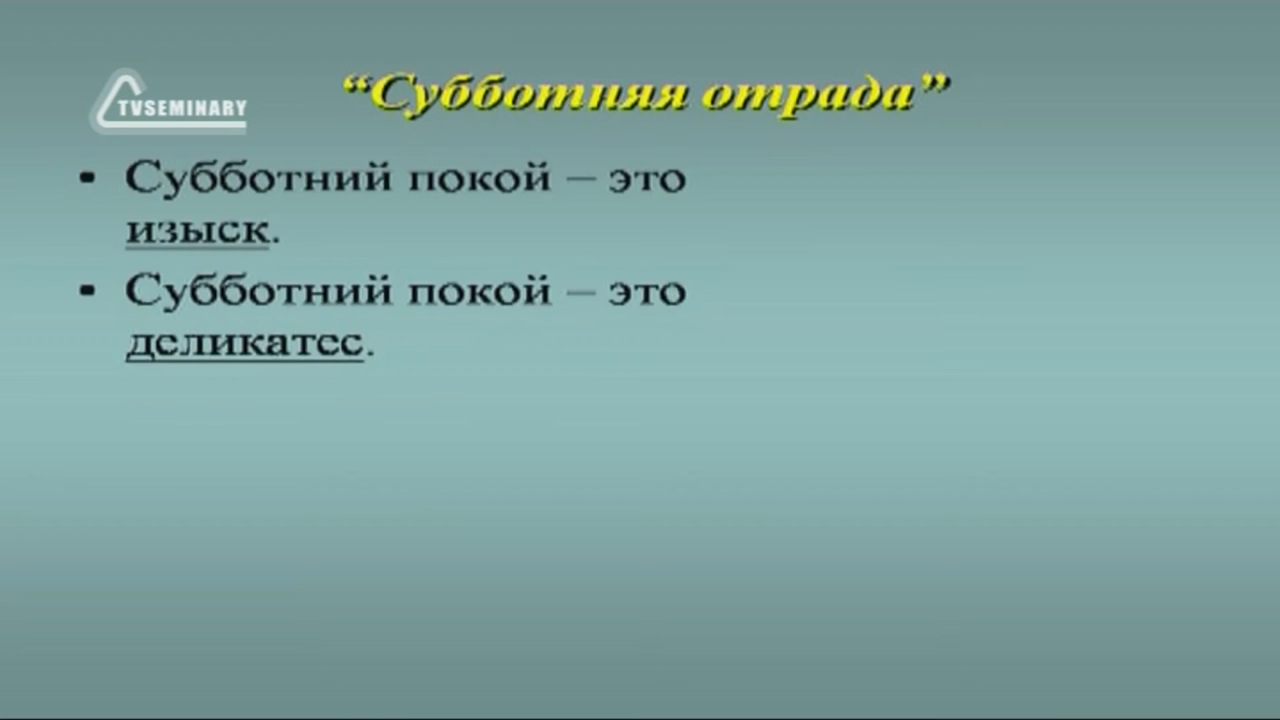 “Субботняя отрада”
TVSEMINARY
▪ Субботний покой – это
изыск.
▪ Субботний покой – это
деликатес.